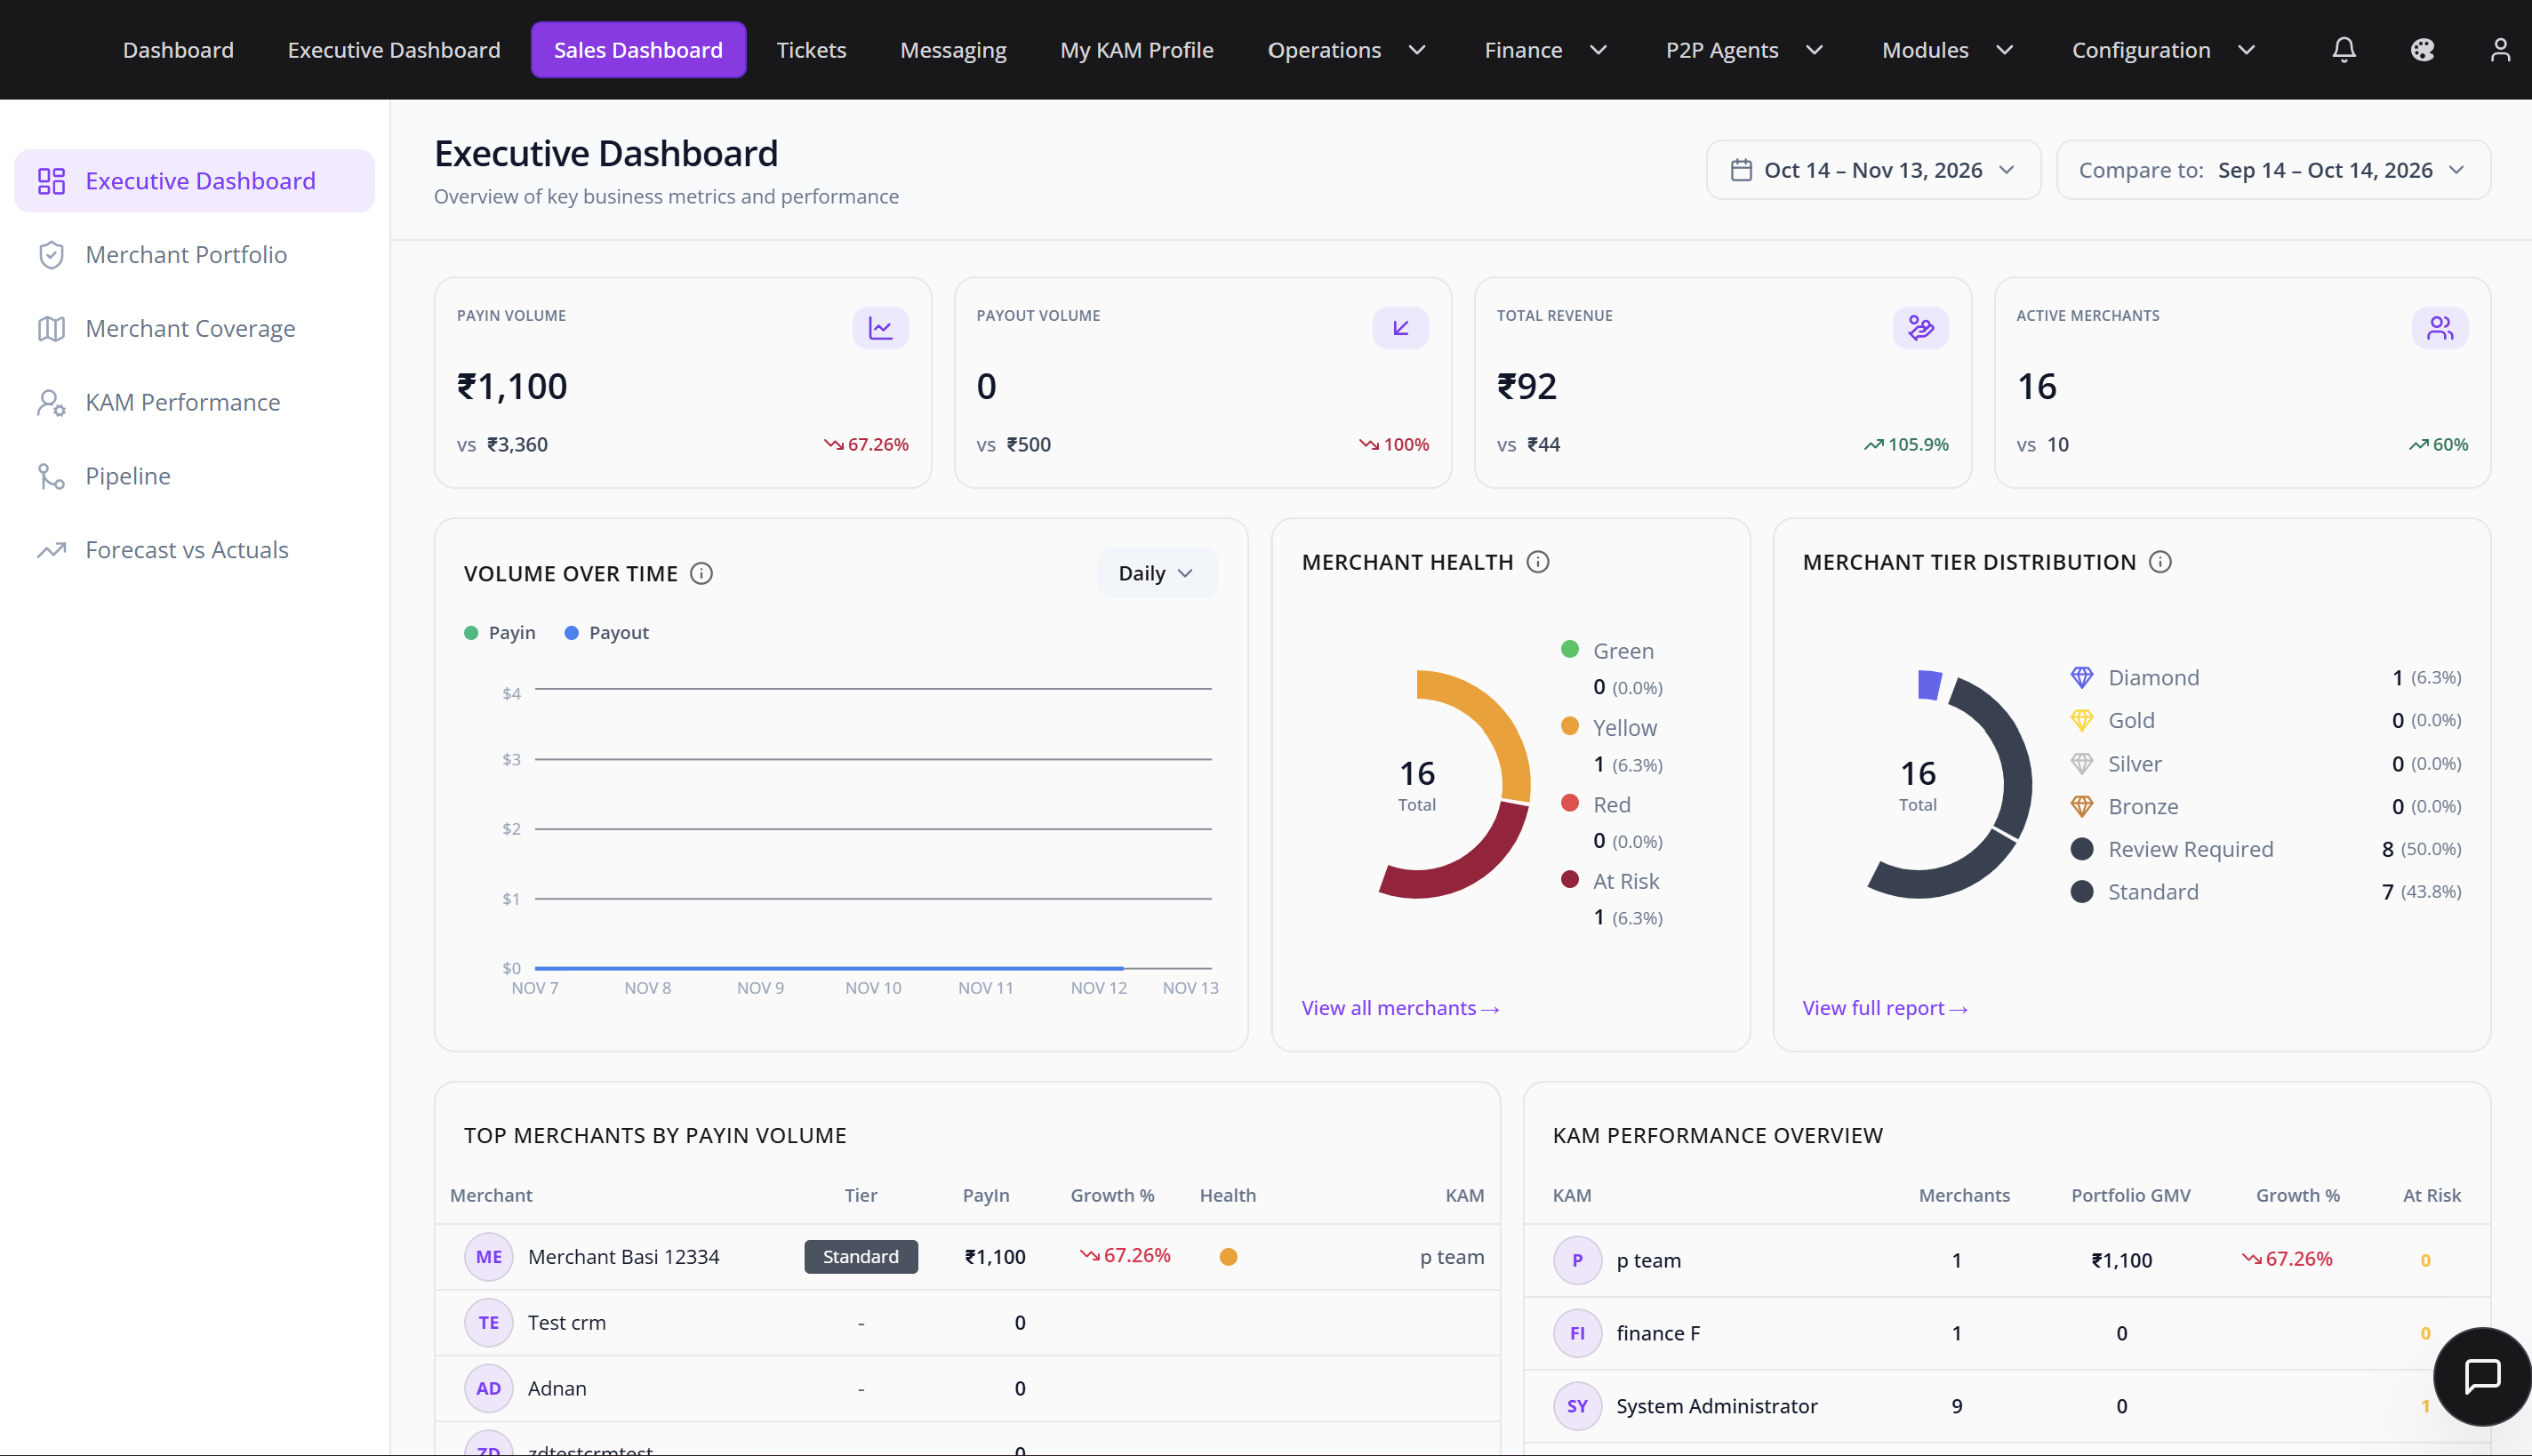 Dashboard Executive Dashboard Sales Dashboard Tickets Messaging My KAM Profile Operations Finance P2P Agents Modules Configuration
Executive Dashboard
Merchant Portfolio
Merchant Coverage
KAM Performance
Pipeline
Forecast vs Actuals
Executive Dashboard
Overview of key business metrics and performance
Oct 14 – Nov 13, 2026
Compare to: Sep 14 – Oct 14, 2026
PAYIN VOLUME
₹1,100
vs ₹3,360 67.26%
PAYOUT VOLUME
0
vs ₹500 100%
TOTAL REVENUE
₹92
vs ₹44 105.9%
ACTIVE MERCHANTS
16
vs 10 60%
VOLUME OVER TIME
Daily
Payin Payout
$4
$3
$2
$1
$0
NOV 7 NOV 8 NOV 9 NOV 10 NOV 11 NOV 12 NOV 13
MERCHANT HEALTH
16
Total
Green
0 (0.0%)
Yellow
1 (6.3%)
Red
0 (0.0%)
At Risk
1 (6.3%)
View all merchants→
MERCHANT TIER DISTRIBUTION
16
Total
Diamond 1 (6.3%)
Gold 0 (0.0%)
Silver 0 (0.0%)
Bronze 0 (0.0%)
Review Required 8 (50.0%)
Standard 7 (43.8%)
View full report→
TOP MERCHANTS BY PAYIN VOLUME
Merchant Tier PayIn Growth % Health KAM
ME Merchant Basi 12334 Standard ₹1,100 67.26% p team
TE Test crm - 0
AD Adnan - 0
ZD zdtestcrmtest 0
KAM PERFORMANCE OVERVIEW
KAM Merchants Portfolio GMV Growth % At Risk
P p team 1 ₹1,100 67.26% 0
FI finance F 1 0 0
SY System Administrator 9 0 1